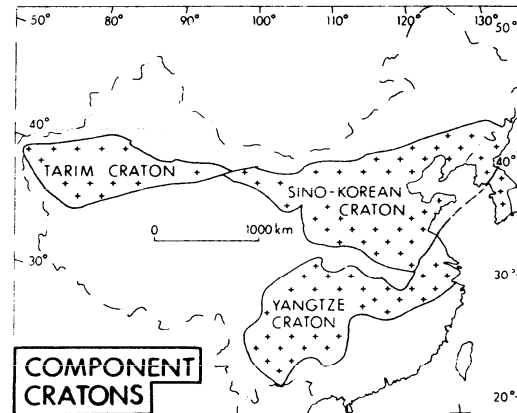 50° 80° 90° 100° 110° 120° 130° 50°
40°
TARIM CRATON
SINO-KOREAN
CRATON
40°
0 1000 km
30°
30°
YANGTZE
CRATON
COMPONENT
CRATONS
20°